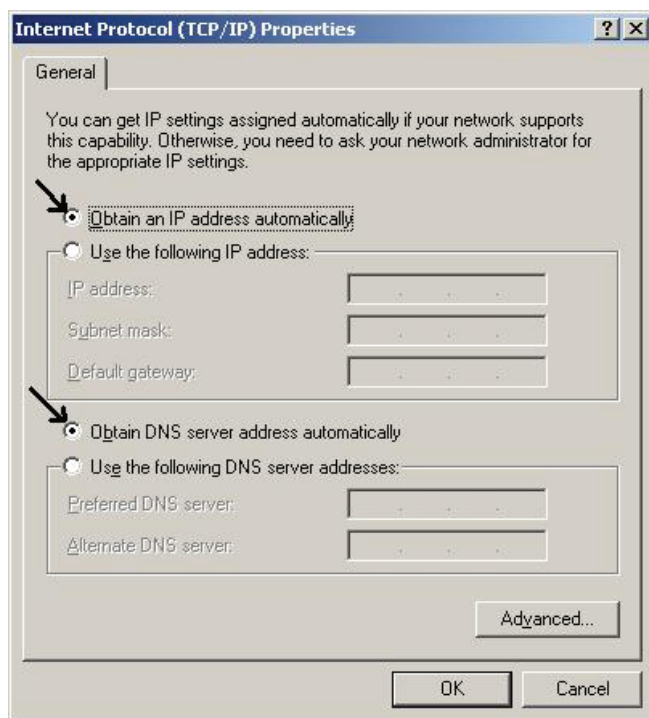 Internet Protocol (TCP/IP) Properties
General
You can get IP settings assigned automatically if your network supports
this capability. Otherwise, you need to ask your network administrator for
the appropriate IP settings.
Obtain an IP address automatically
Use the following IP address:
IP address:
Subnet mask:
Default gateway:
Obtain DNS server address automatically
Use the following DNS server addresses:
Preferred DNS server:
Alternate DNS server:
Advanced...
OK
Cancel